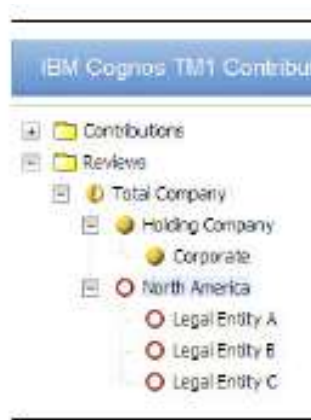 IBM Cognos TM1 Contribu
Contributions
Reviews
Total Company
Holding Company
Corporate
North America
Legal Entity A
Legal Entity B
Legal Entity C